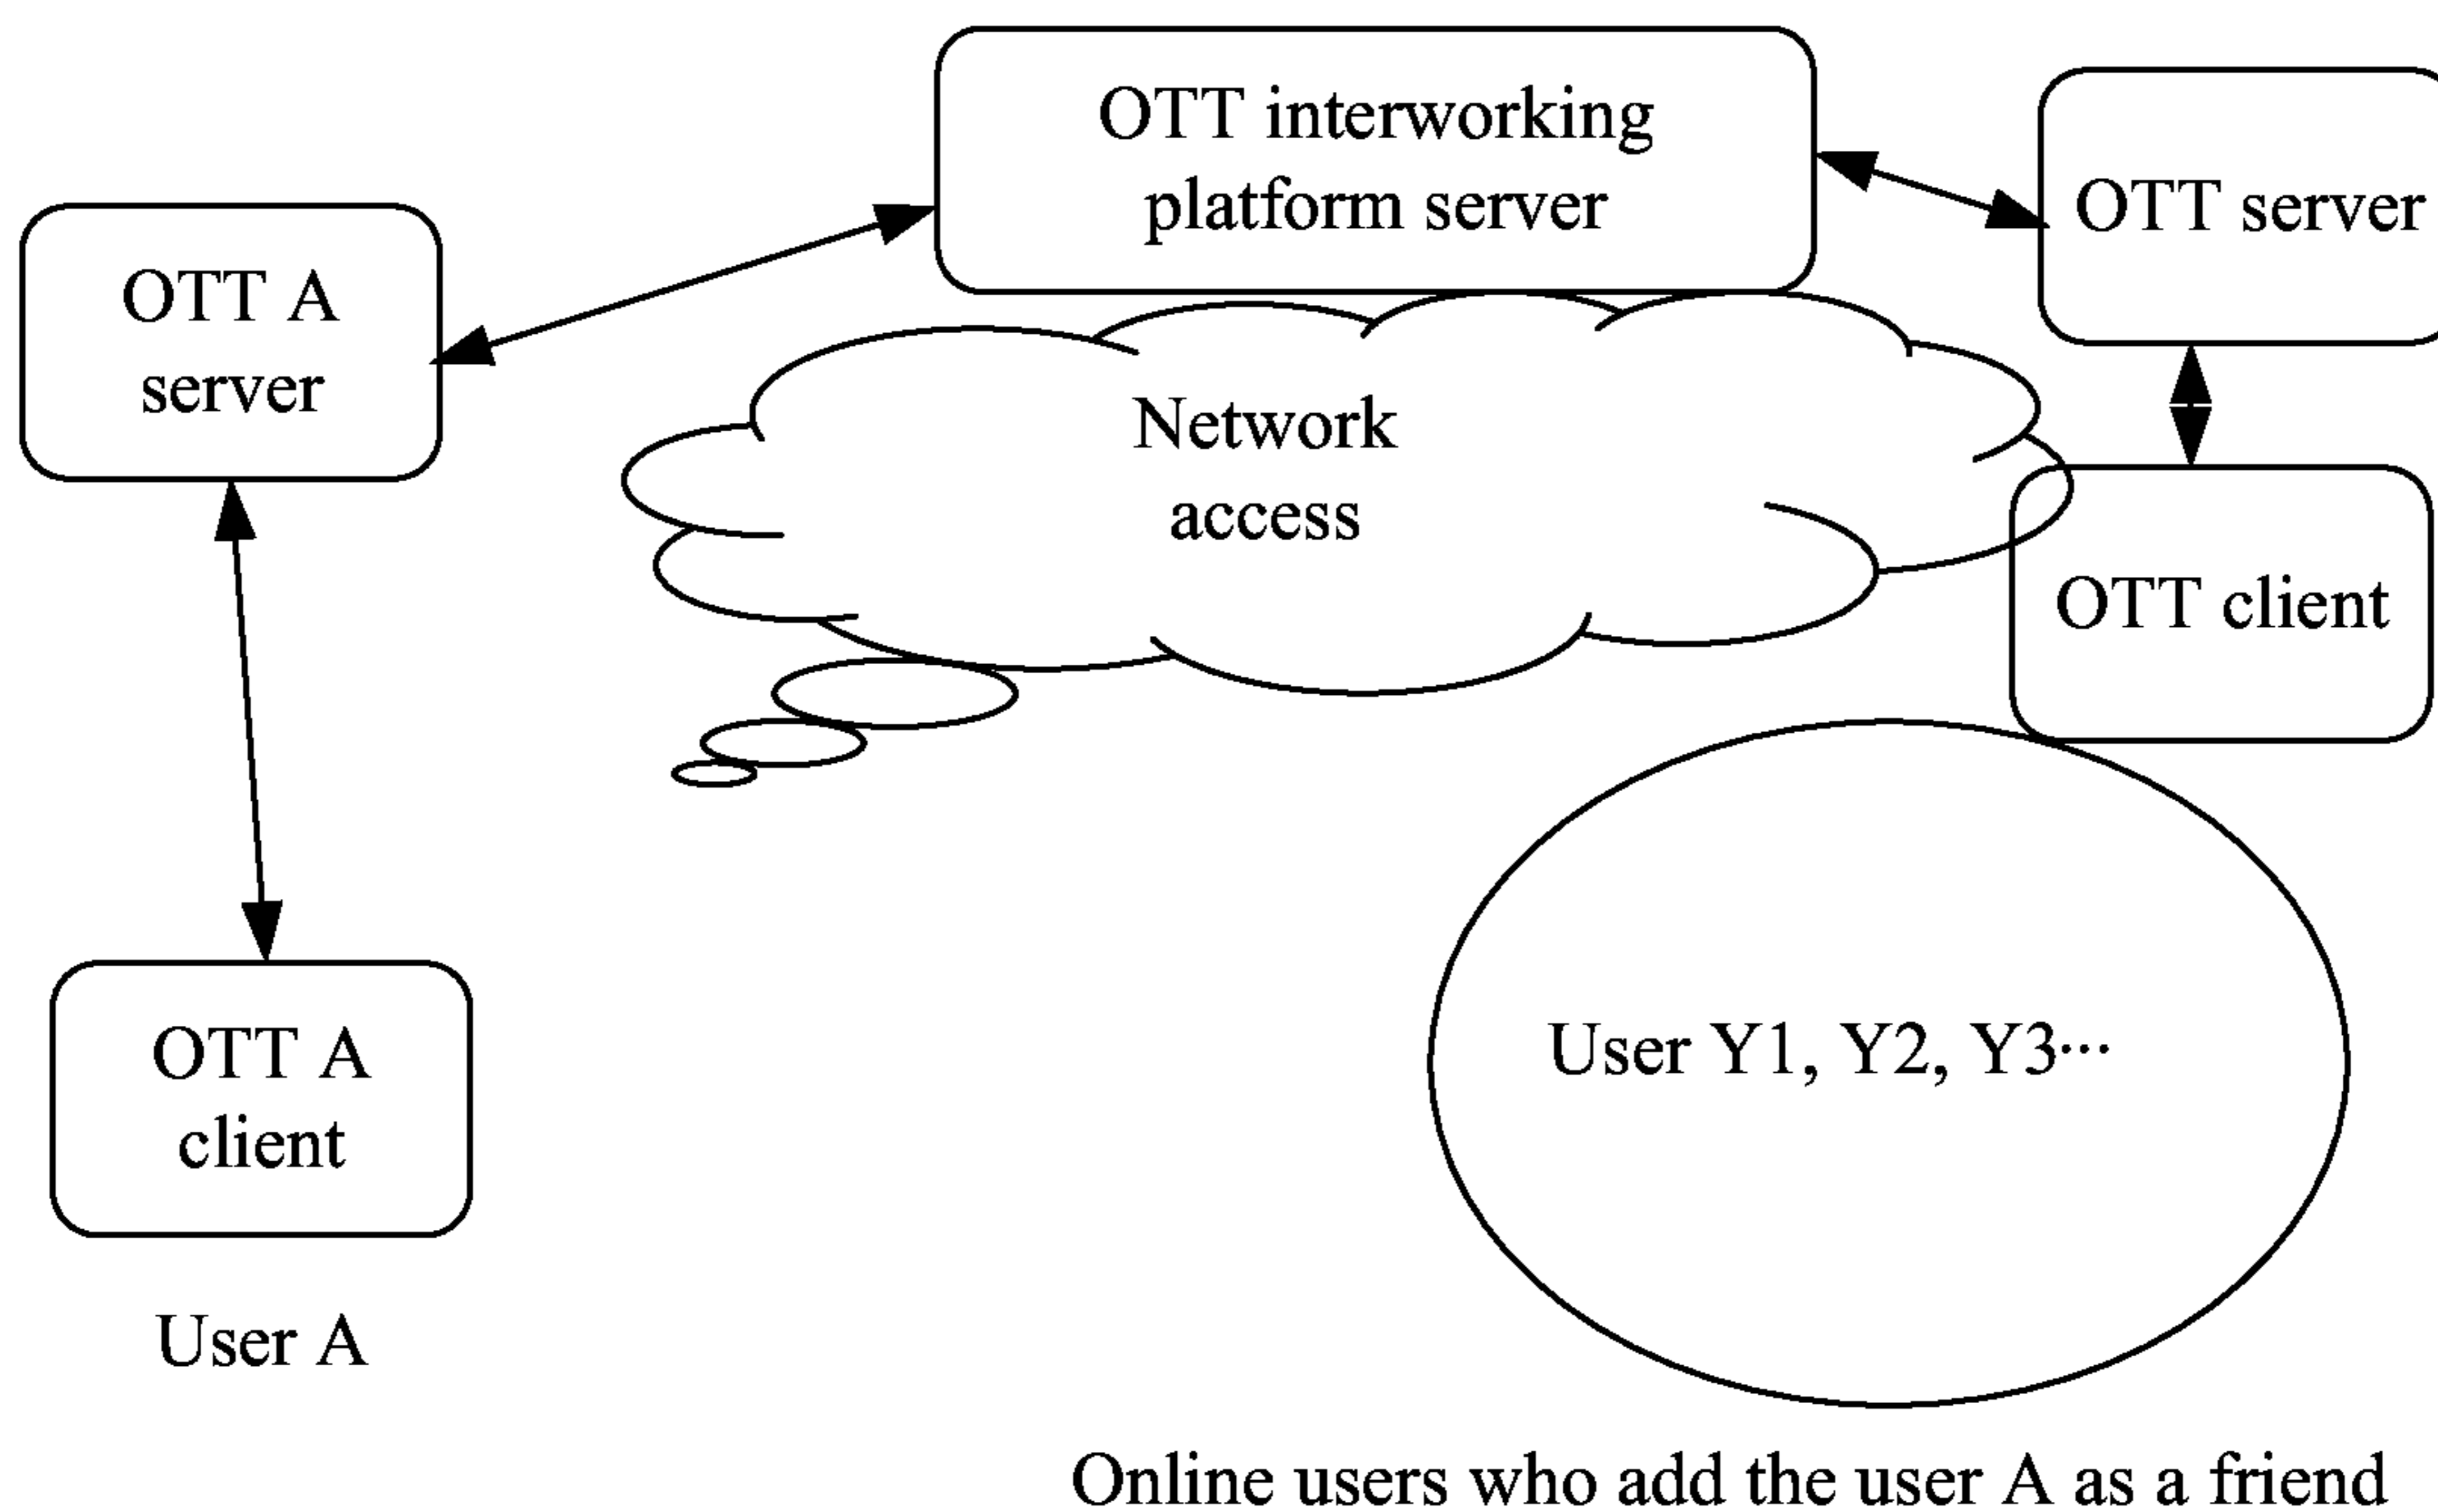 OTT interworking
platform server
OTT server
OTT A
server
Network
access
OTT client
OTT A
client
User Y1, Y2, Y3···
User A
Online users who add the user A as a friend